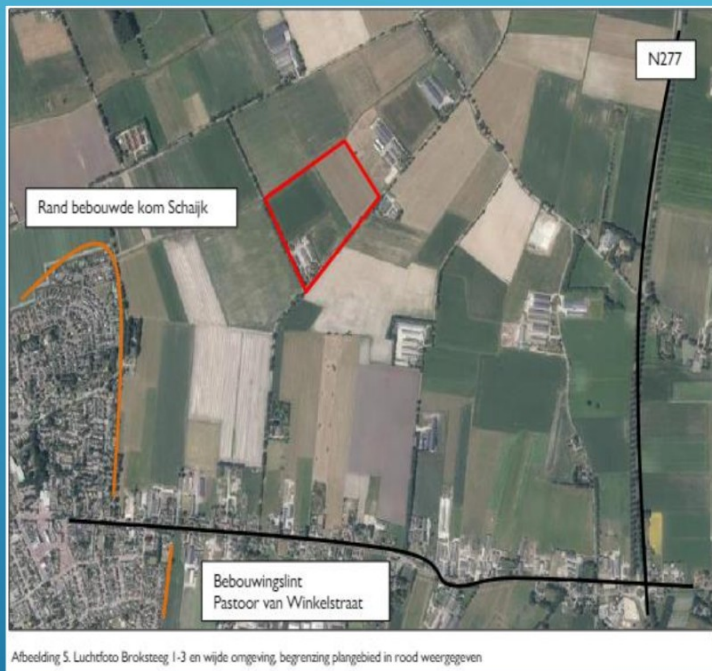 N277
Rand bebouwde kom Schaijk
Bebouwingslint
Pastoor van Winkelstraat
Afbeelding 5. Luchtfoto Broksteeg 1-3 en wijde omgeving, begrenzing plangebied in rood weergegeven